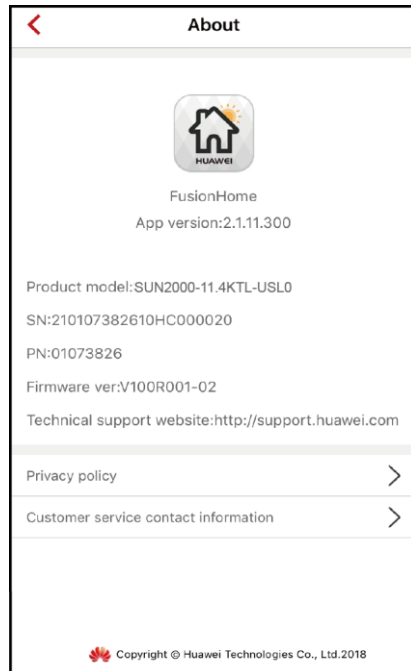 About
HUAWEI
FusionHome
App version:2.1.11.300
Product model:SUN2000-11.4KTL-USL0
SN:210107382610HC000020
PN:01073826
Firmware ver:V100R001-02
Technical support website:http://support.huawei.com
Privacy policy
Customer service contact information
Copyright © Huawei Technologies Co., Ltd.2018